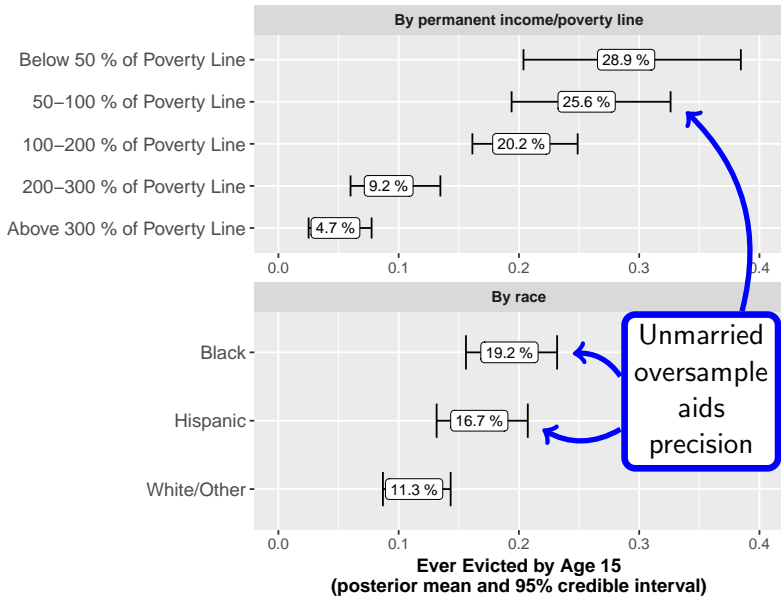 By permanent income/poverty line
Below 50 % of Poverty Line
28.9 %
50−100 % of Poverty Line
25.6 %
100−200 % of Poverty Line
20.2 %
200−300 % of Poverty Line
9.2 %
Above 300 % of Poverty Line
4.7 %
0.0 0.1 0.2 0.3 0.4
By race
Black
19.2 %
Hispanic
16.7 %
White/Other
11.3 %
Unmarried
oversample
aids
precision
0.0 0.1 0.2 0.3 0.4
Ever Evicted by Age 15
(posterior mean and 95% credible interval)